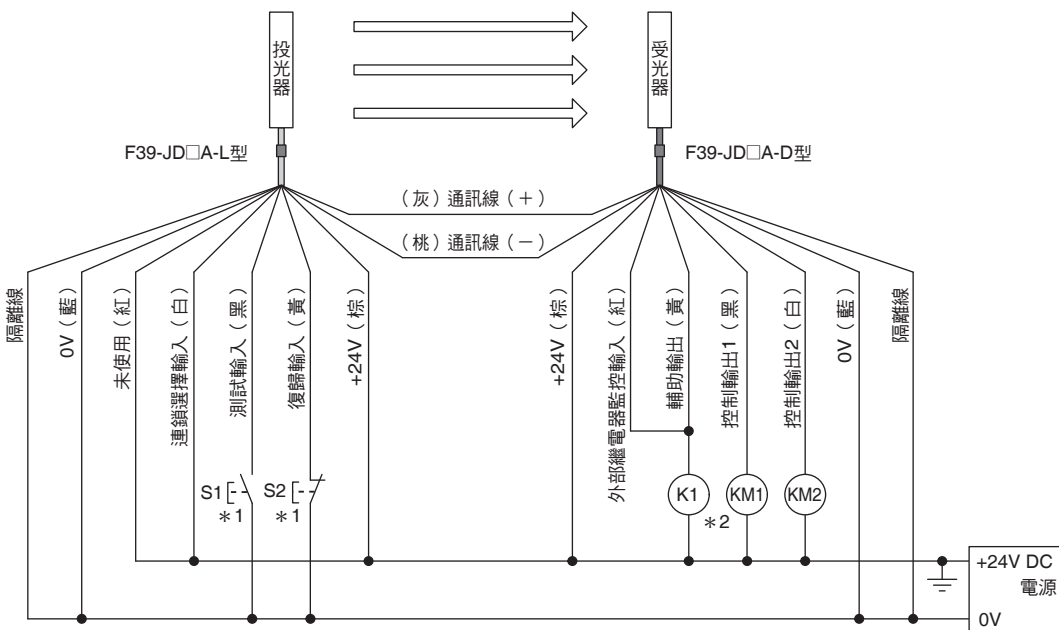 投光器
受光器
F39-JD□A-L型
F39-JD□A-D型
（灰）通訊線（＋）
（桃）通訊線（－）
隔離線
0V（藍）
未使用（紅）
連鎖選擇輸入（白）
測試輸入（黑）
復歸輸入（黃）
+24V（棕）
+24V（棕）
外部繼電器監控輸入（紅）
輔助輸出（黃）
控制輸出1（黑）
控制輸出2（白）
0V（藍）
隔離線
S1
＊1
S2
＊1
K1
＊2
KM1
KM2
+24V DC
電源
0V